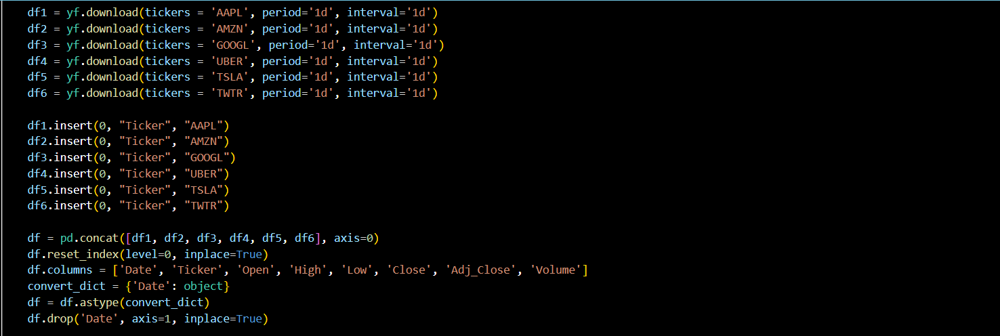 df1 = yf.download(tickers = 'AAPL', period='1d', interval='1d')
df2 = yf.download(tickers = 'AMZN', period='1d', interval='1d')
df3 = yf.download(tickers = 'GOOGL', period='1d', interval='1d')
df4 = yf.download(tickers = 'UBER', period='1d', interval='1d')
df5 = yf.download(tickers = 'TSLA', period='1d', interval='1d')
df6 = yf.download(tickers = 'TWTR', period='1d', interval='1d')
df1.insert(0, "Ticker", "AAPL")
df2.insert(0, "Ticker", "AMZN")
df3.insert(0, "Ticker", "GOOGL")
df4.insert(0, "Ticker", "UBER")
df5.insert(0, "Ticker", "TSLA")
df6.insert(0, "Ticker", "TWTR")
df = pd.concat([df1, df2, df3, df4, df5, df6], axis=0)
df.reset_index(level=0, inplace=True)
df.columns = ['Date', 'Ticker', 'Open', 'High', 'Low', 'Close', 'Adj_Close', 'Volume']
convert_dict = {'Date': object}
df = df.astype(convert_dict)
df.drop('Date', axis=1, inplace=True)